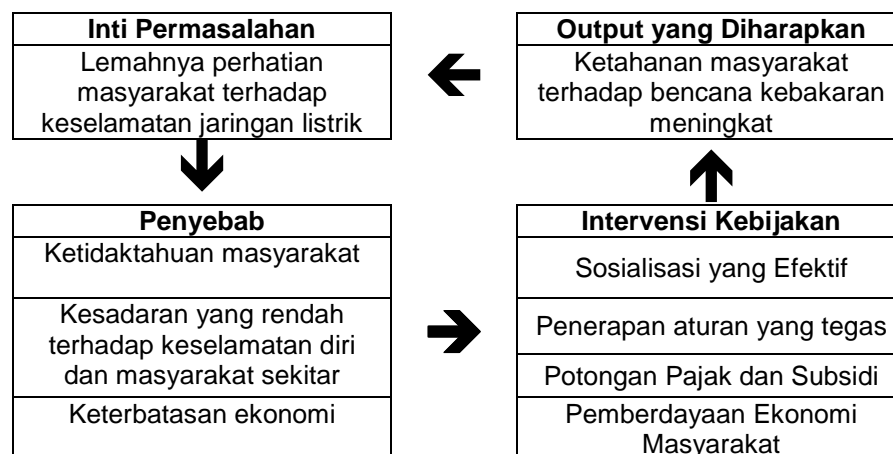 Inti Permasalahan
Lemahnya perhatian
masyarakat terhadap
keselamatan jaringan listrik
Output yang Diharapkan
Ketahanan masyarakat
terhadap bencana kebakaran
meningkat
Penyebab
Ketidaktahuan masyarakat
Kesadaran yang rendah
terhadap keselamatan diri
dan masyarakat sekitar
Keterbatasan ekonomi
Intervensi Kebijakan
Sosialisasi yang Efektif
Penerapan aturan yang tegas
Potongan Pajak dan Subsidi
Pemberdayaan Ekonomi
Masyarakat